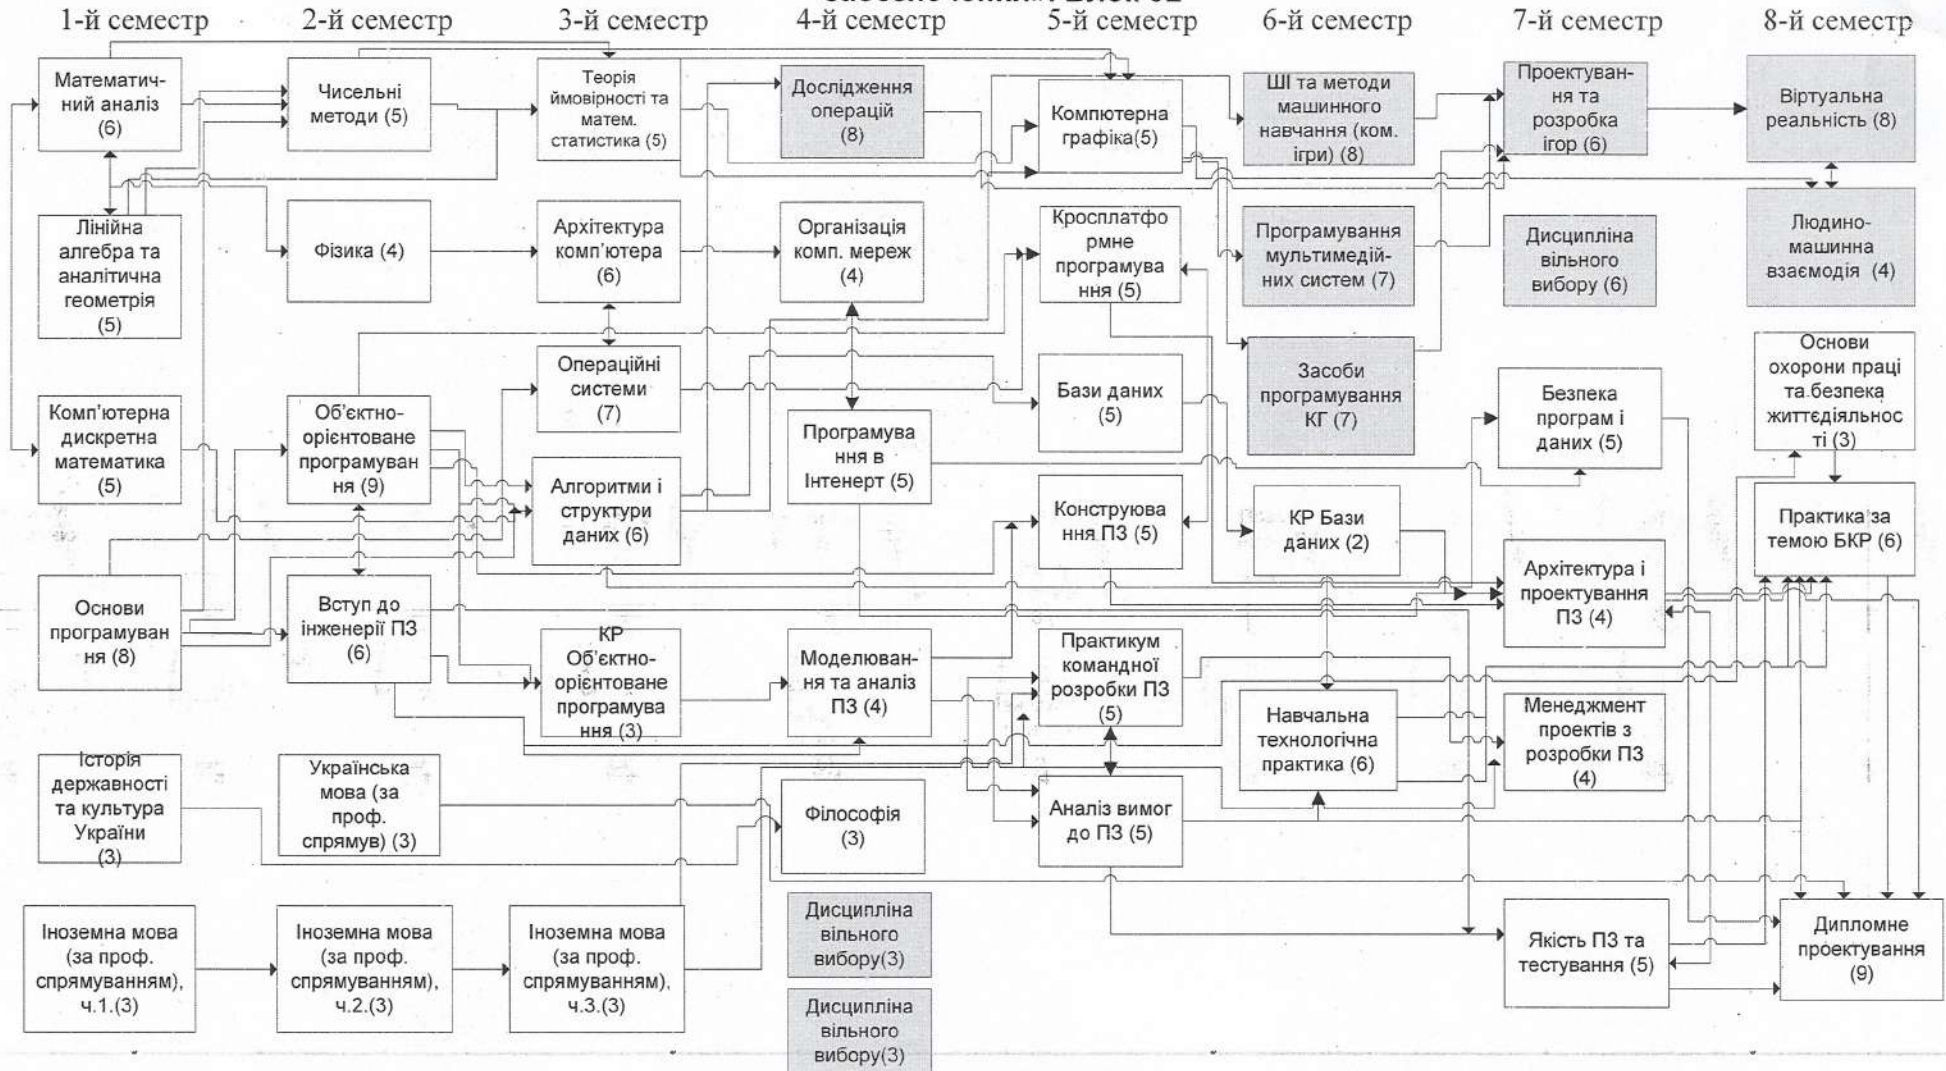 1-й семестр
2-й семестр
3-й семестр
4-й семестр
5-й семестр
6-й семестр
7-й семестр
8-й семестр
Математич-
ний аналіз
(6)
Лінійна
алгебра та
аналітична
геометрія
(5)
Комп'ютерна
дискретна
математика
(5)
Основи
програмуван
ня (8)
Історія
державності
та культура
України
(3)
Іноземна мова
(за проф.
спрямуванням),
ч.1.(3)
Чисельні
методи (5)
Фізика (4)
Об'єктно-
орієнтоване
програмуван
ня (9)
Вступ до
інженерії ПЗ
(6)
Українська
мова (за
проф.
спрямув) (3)
Іноземна мова
(за проф.
спрямуванням),
ч.2.(3)
Теорія
ймовірності та
матем.
статистика (5)
Архітектура
комп'ютера
(6)
Операційні
системи
(7)
Алгоритми і
структури
даних (6)
КР
Об'єктно-
орієнтоване
програмува
ння (3)
Іноземна мова
(за проф.
спрямуванням),
ч.3.(3)
Дослідження
операцій
(8)
Організація
комп. мереж
(4)
Програмува
ння в
Інтенерт (5)
Моделюван-
ня та аналіз
ПЗ (4)
Філософія
(3)
Дисципліна
вільного
вибору(3)
Дисципліна
вільного
вибору(3)
Компютерна
графіка(5)
Кросплатфо
рмне
програмува
ння (5)
Бази даних
(5)
Конструюва
ння ПЗ (5)
Практикум
командної
розробки ПЗ
(5)
Аналіз вимог
до ПЗ (5)
ШІ та методи
машинного
навчання (ком.
ігри) (8)
Програмування
мультимедій-
них систем (7)
Засоби
програмування
КГ (7)
КР Бази
даних (2)
Навчальна
технологічна
практика (6)
Проектуван-
ня та
розробка
ігор (6)
Дисципліна
вільного
вибору (6)
Безпека
програм і
даних (5)
Архітектура і
проектування
ПЗ (4)
Менеджмент
проектів з
розробки ПЗ
(4)
Якість ПЗ та
тестування (5)
Віртуальна
реальність (8)
Людино-
машинна
взаємодія (4)
Основи
охорони праці
та.безпека
життєдіяльнос
ті (3)
Практика за
темою БКР (6)
Дипломне
проектування
(9)